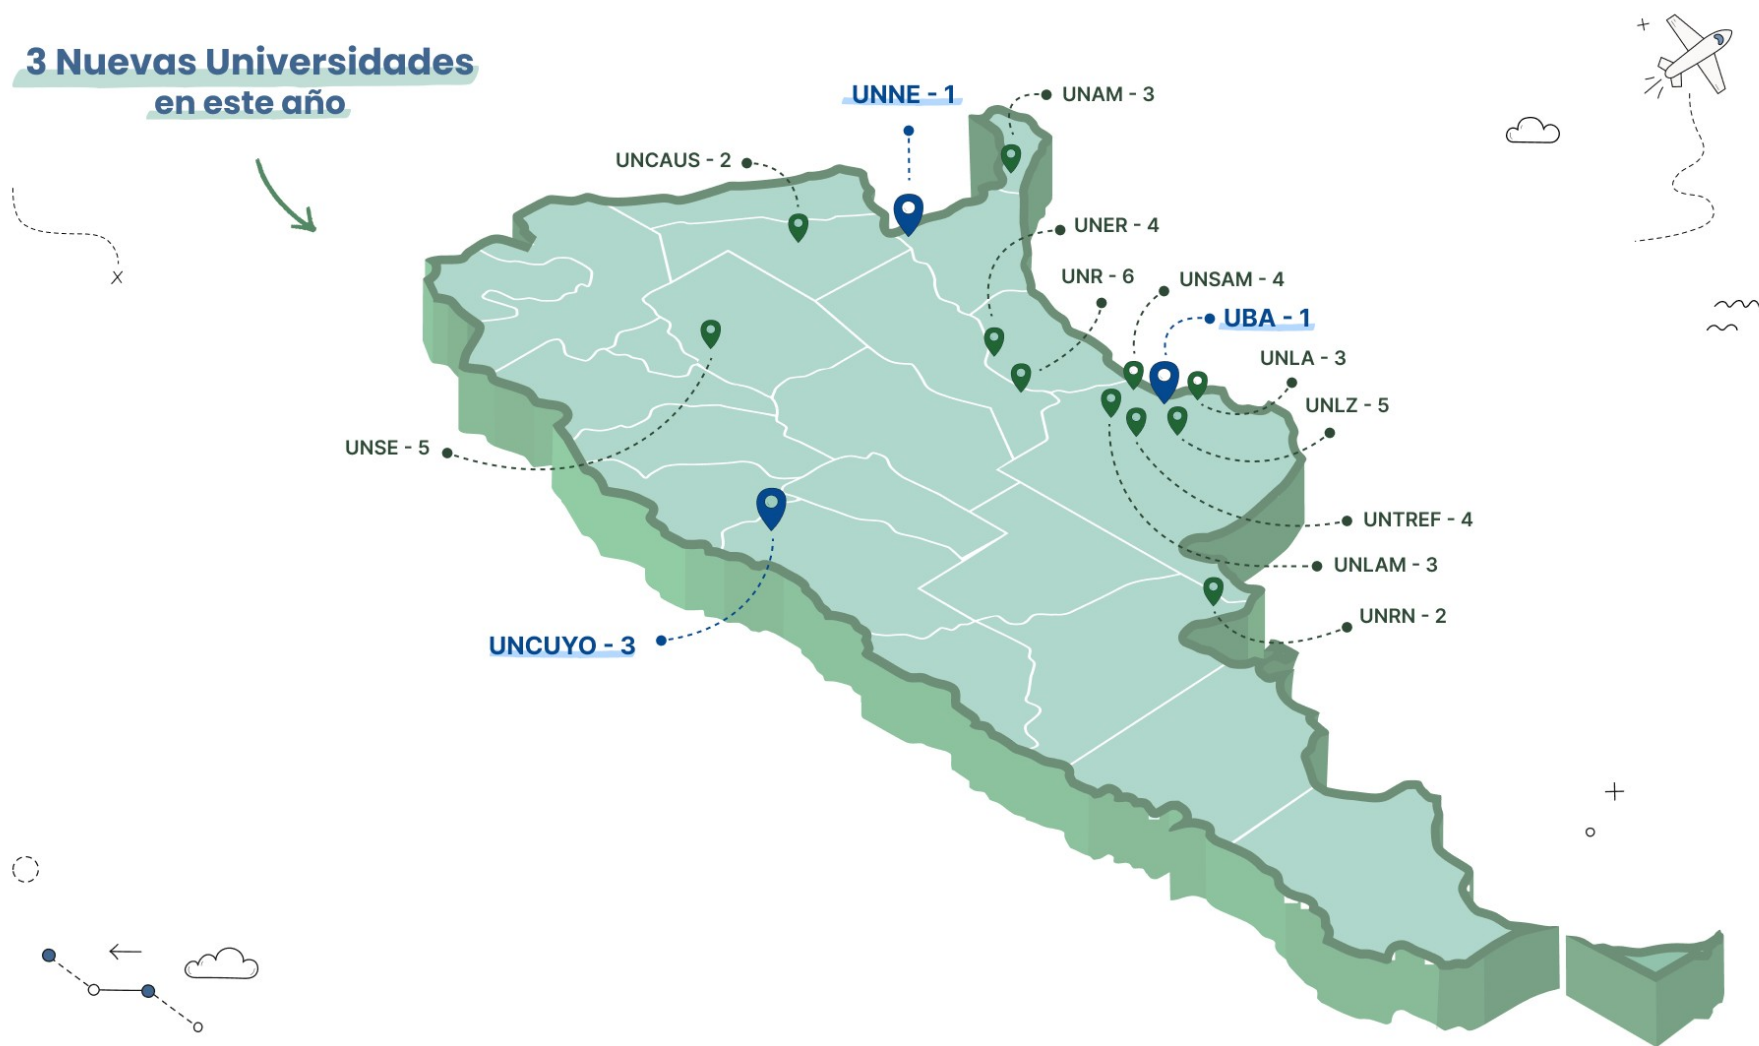 3 Nuevas Universidades
en este año
UNNE - 1
UNAM - 3
UNCAUS - 2
UNER - 4
UNR - 6
UNSAM - 4
UBA - 1
UNLA - 3
UNLZ - 5
UNSE - 5
UNTREF - 4
UNLAM - 3
UNRN - 2
UNCUYO - 3